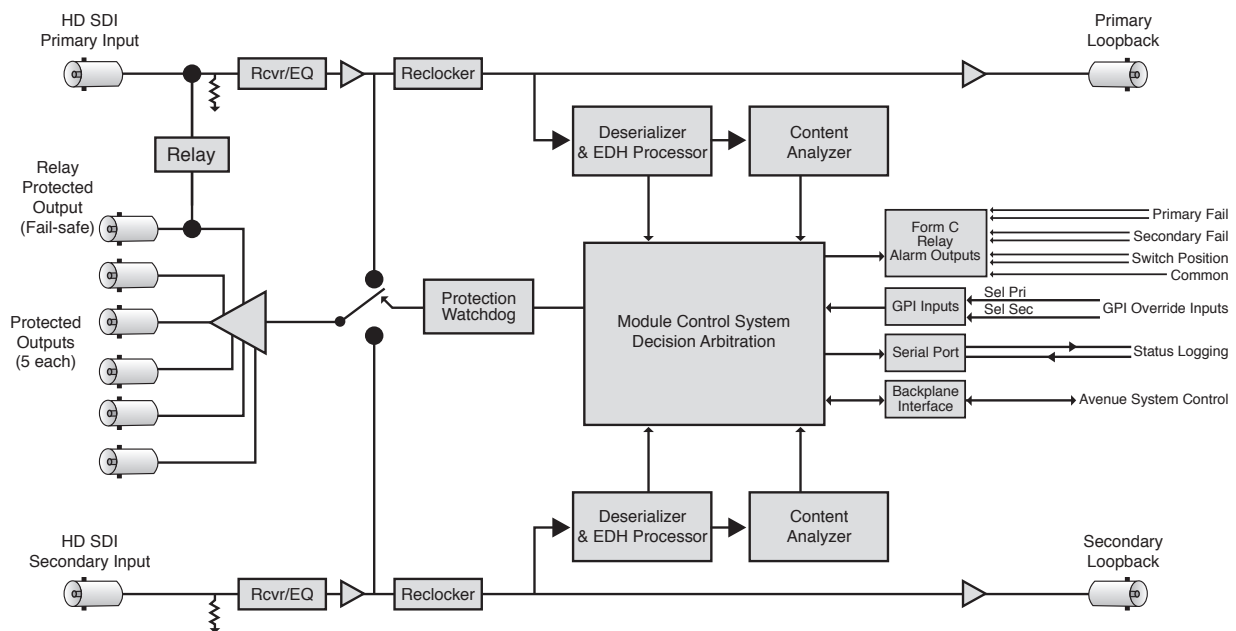 HD SDI
Primary Input
Primary
Loopback
Rcvr/EQ
Reclocker
Deserializer
& EDH Processor
Content
Analyzer
Relay
Relay
Protected
Output
(Fail-safe)
Form C
Relay
Alarm Outputs
Primary Fail
Secondary Fail
Switch Position
Common
Protection
Watchdog
Module Control System
Decision Arbitration
GPI Inputs
Sel Pri
Sel Sec
GPI Override Inputs
Protected
Outputs
(5 each)
Serial Port
Status Logging
Backplane
Interface
Avenue System Control
Deserializer
& EDH Processor
Content
Analyzer
HD SDI
Secondary Input
Secondary
Loopback
Rcvr/EQ
Reclocker